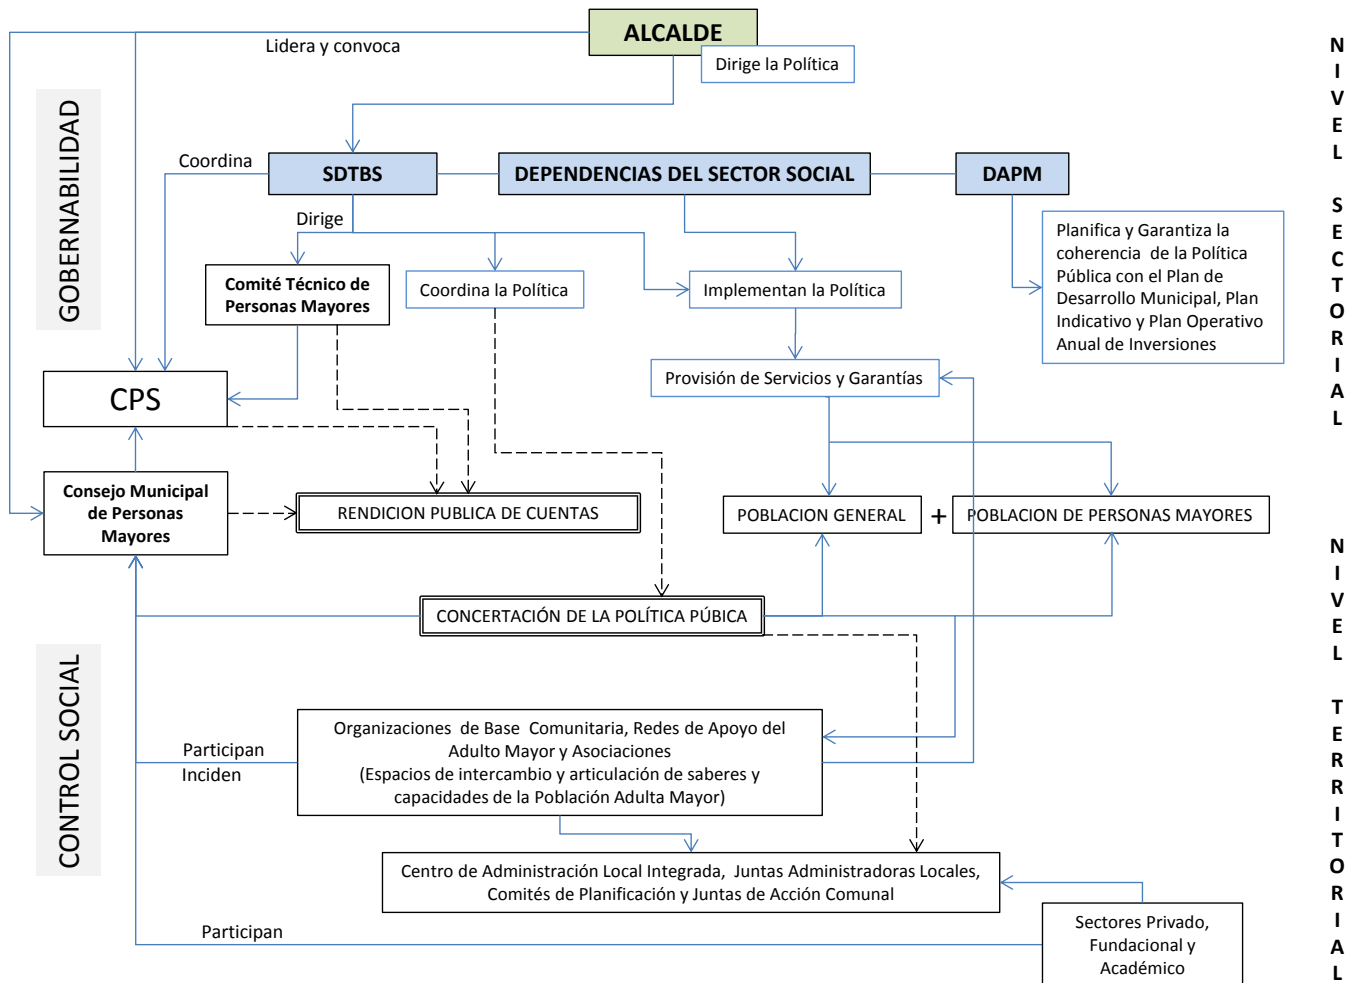 ALCALDE
Lidera y convoca
Dirige la Política
GOBERNABILIDAD
NIVEL SECTORIAL
Coordina
SDTBS
DEPENDENCIAS DEL SECTOR SOCIAL
DAPM
Dirige
Planifica y Garantiza la
coherencia de la Política
Pública con el Plan de
Desarrollo Municipal, Plan
Indicativo y Plan Operativo
Anual de Inversiones
Comité Técnico de
Personas Mayores
Coordina la Política
Implementan la Política
Provisión de Servicios y Garantías
CPS
Consejo Municipal
de Personas
Mayores
RENDICION PUBLICA DE CUENTAS
POBLACION GENERAL
+
POBLACION DE PERSONAS MAYORES
NIVEL TERRITORIAL
CONCERTACIÓN DE LA POLÍTICA PÚBICA
CONTROL SOCIAL
Participan
Inciden
Organizaciones de Base Comunitaria, Redes de Apoyo del
Adulto Mayor y Asociaciones
(Espacios de intercambio y articulación de saberes y
capacidades de la Población Adulta Mayor)
Centro de Administración Local Integrada, Juntas Administradoras Locales,
Comités de Planificación y Juntas de Acción Comunal
Participan
Sectores Privado,
Fundacional y
Académico